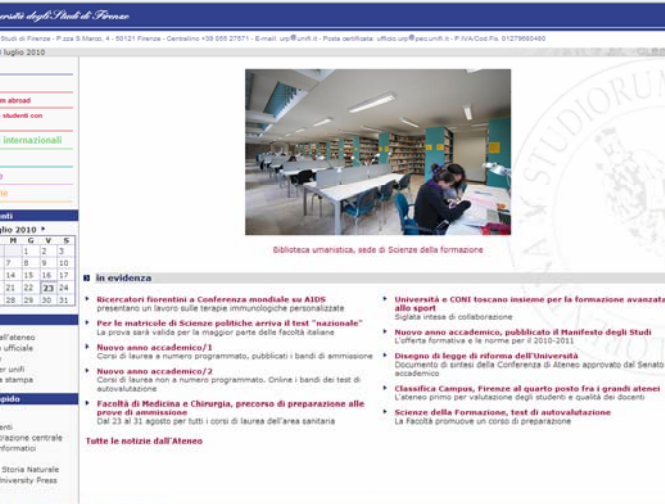 degli Studi di Firenze
Studi di Firenze - P.zza S.Marco, 4 - 50121 Firenze - Centralino +39 055 27571 - E-mail: urp@unifi.it - Posta certificata: ufficio.urp@pec.unifi.it - P.IVA/Cod.Fis. 01279680480
luglio 2010
abroad
studenti con
internazionali
2010
M G V S
1 2 3
7 8 9 10
14 15 16 17
21 22 23 24
28 29 30 31
ufficiale
unifi
stampa
centrale
Storia Naturale
University Press
STUDIORUM
Biblioteca umanistica, sede di Scienze della formazione
in evidenza
Ricercatori fiorentini a Conferenza mondiale su AIDS
presentano un lavoro sulle terapie immunologiche personalizzate
Per le matricole di Scienze politiche arriva il test "nazionale"
La prova sarà valida per la maggior parte delle facoltà italiane
Nuovo anno accademico/1
Corsi di laurea a numero programmato, pubblicati i bandi di ammissione
Nuovo anno accademico/2
Corsi di laurea non a numero programmato. Online i bandi dei test di
autovalutazione
Facoltà di Medicina e Chirurgia, precorso di preparazione alle
prove di ammissione
Dal 23 al 31 agosto per tutti i corsi di laurea dell'area sanitaria
Tutte le notizie dall'Ateneo
Università e CONI toscano insieme per la formazione avanzata
allo sport
Siglata intesa di collaborazione
Nuovo anno accademico, pubblicato il Manifesto degli Studi
L'offerta formativa e le norme per il 2010-2011
Disegno di legge di riforma dell'Università
Documento di sintesi della Conferenza di Ateneo approvato dal Senato
accademico
Classifica Campus, Firenze al quarto posto fra i grandi atenei
L'ateneo primo per valutazione degli studenti e qualità dei docenti
Scienze della Formazione, test di autovalutazione
La Facoltà promuove un corso di preparazione